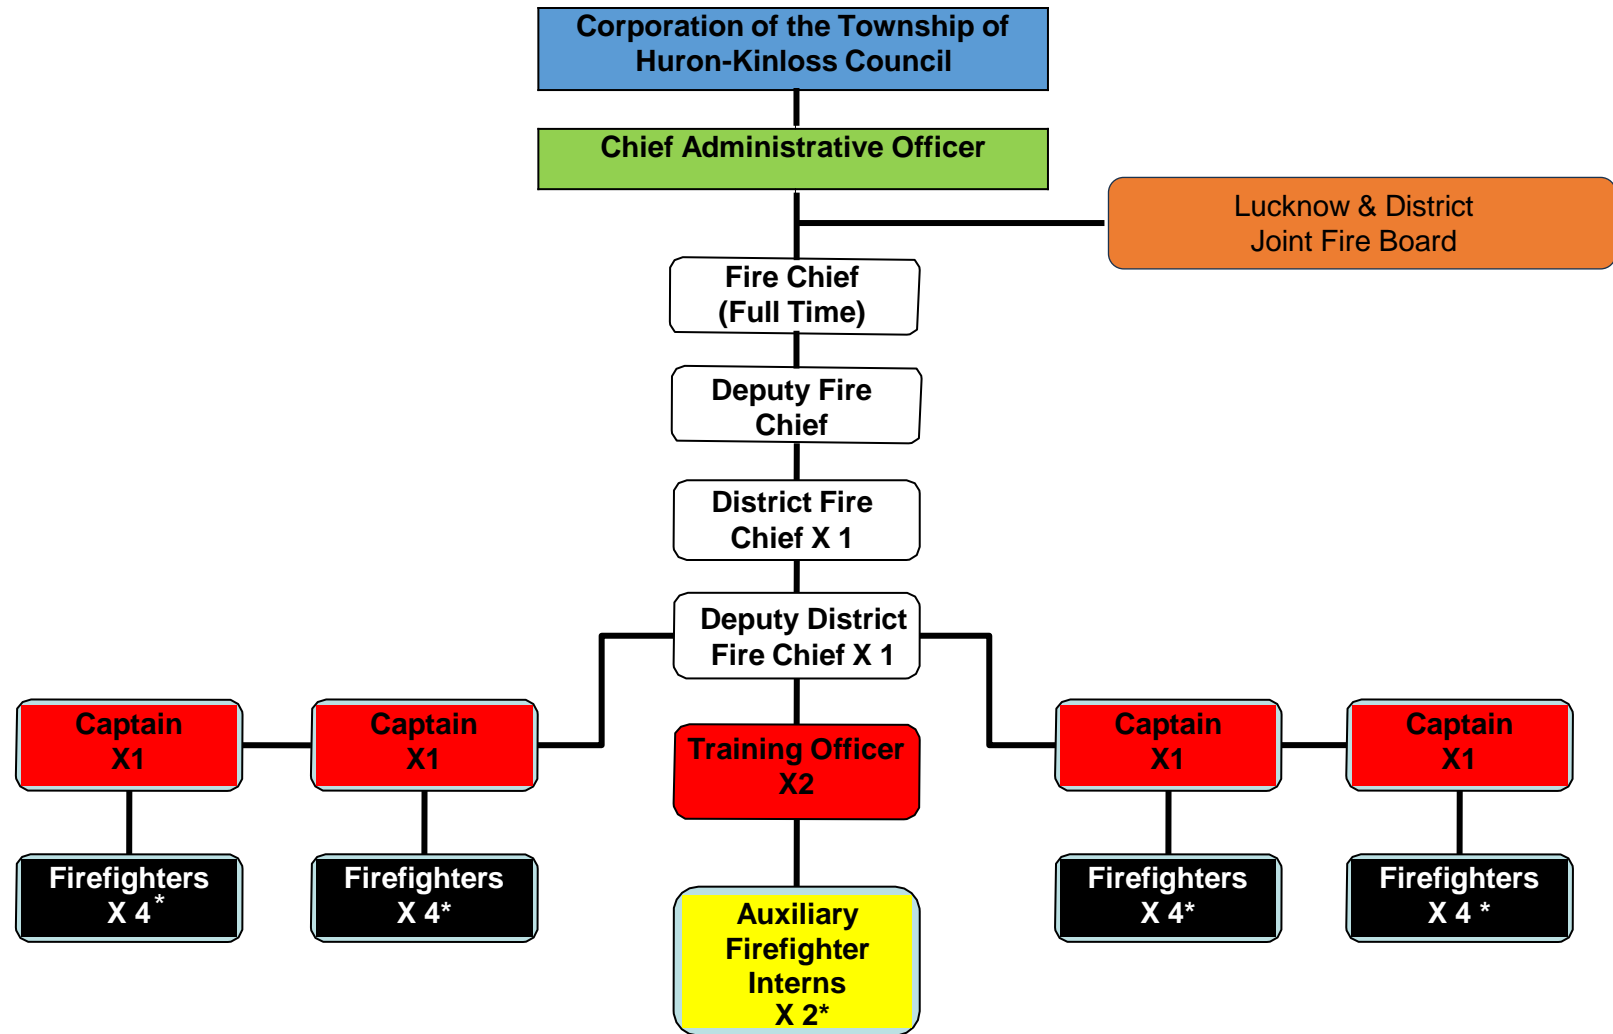 Corporation of the Township of
Huron-Kinloss Council
Chief Administrative Officer
Lucknow & District
Joint Fire Board
Fire Chief
(Full Time)
Deputy Fire
Chief
District Fire
Chief X 1
Deputy District
Fire Chief X 1
Captain
X1
Captain
X1
Training Officer
X2
Captain
X1
Captain
X1
Firefighters
X 4*
Firefighters
X 4*
Auxiliary
Firefighter
Interns
X 2*
Firefighters
X 4*
Firefighters
X 4 *